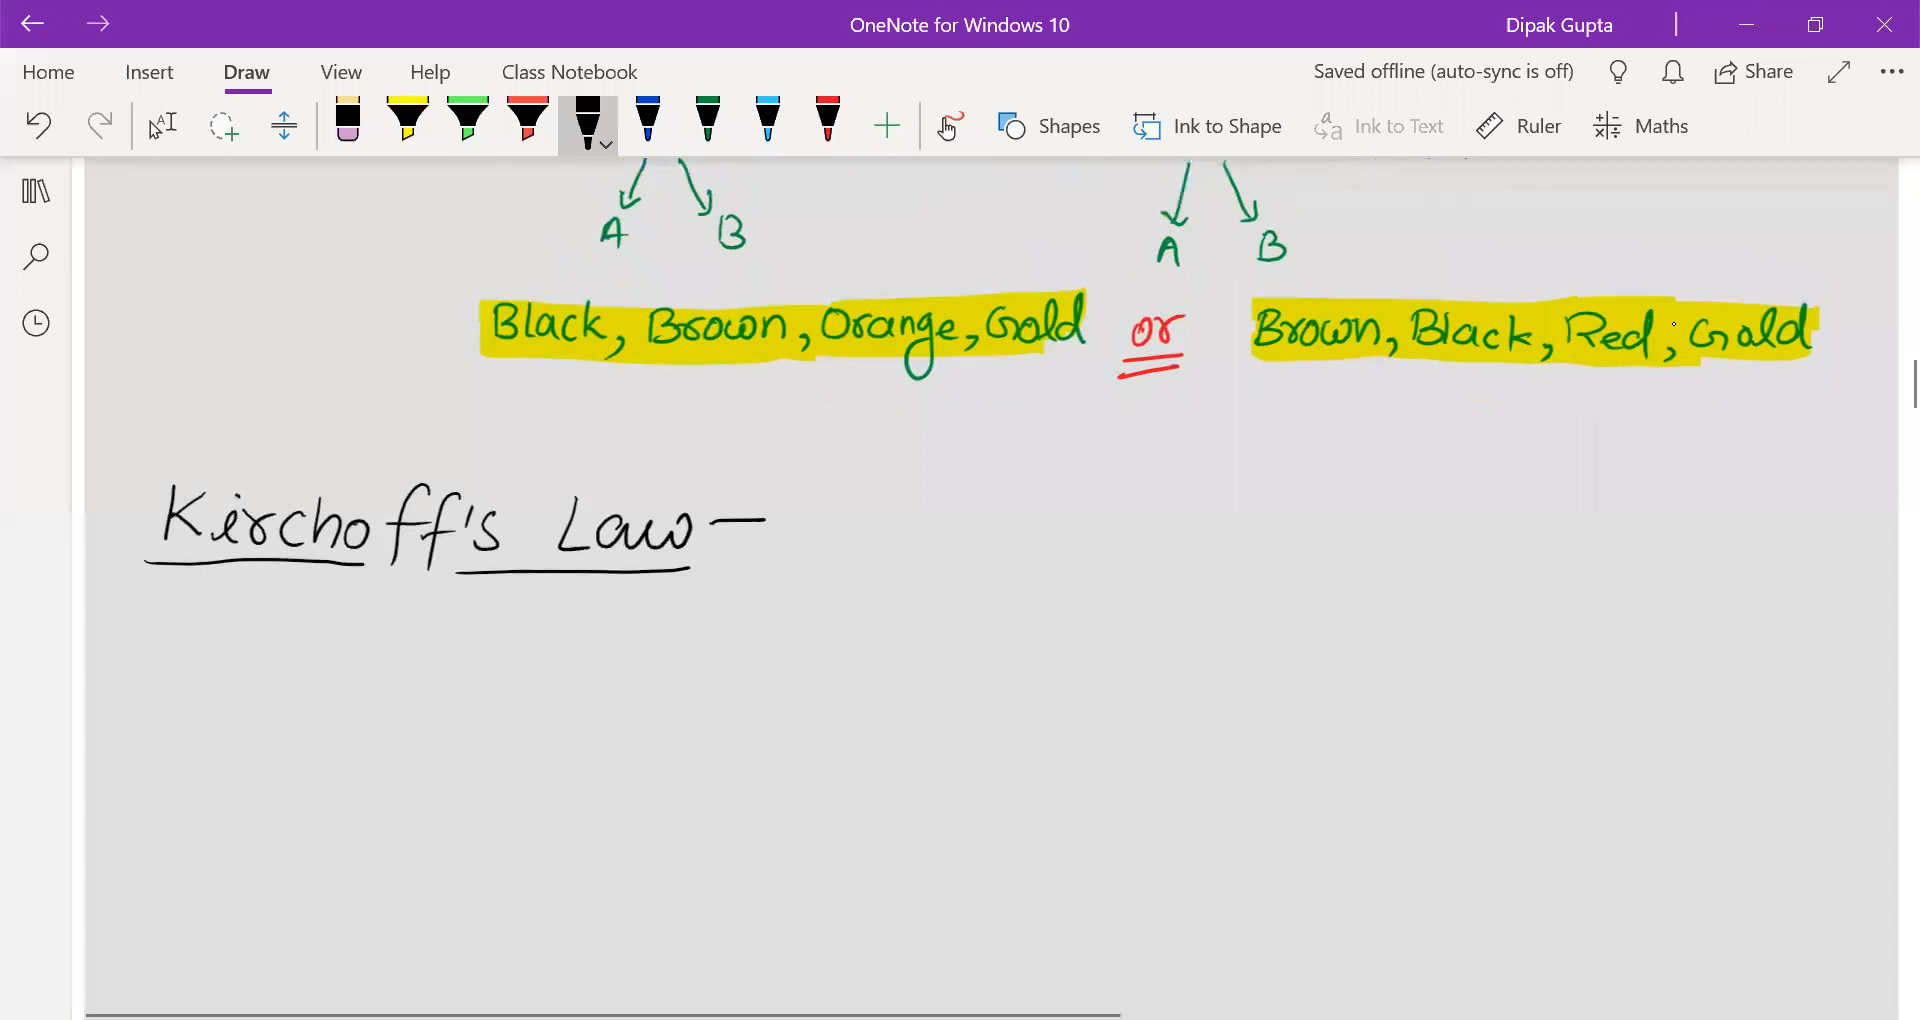 OneNote for Windows 10
Dipak Gupta
Home Insert Draw View Help Class Notebook
Saved offline (auto-sync is off) Share
Shapes Ink to Shape Ink to Text Ruler Maths
A B A B
Black, Brown, Orange, Gold or Brown, Black, Red, Gold
Kirchoff's Law-